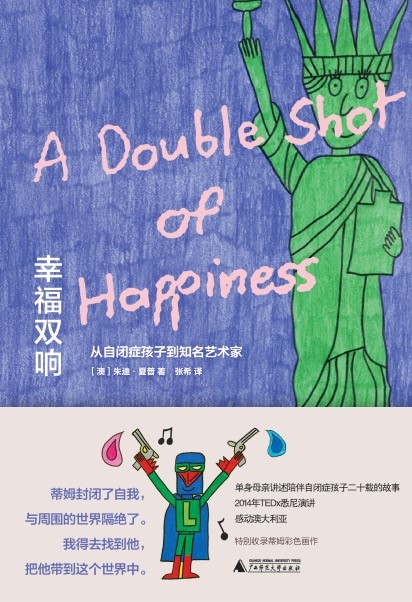 A Double Shot
of
Happiness
幸福双响
从自闭症孩子到知名艺术家
[澳]朱迪·夏普 著 张希 译
蒂姆封闭了自我，
与周围的世界隔绝了。
我得去找到他，
把他带到这个世界中。
L
单身母亲讲述陪伴自闭症孩子二十载的故事
2014年TEDx悉尼演讲
感动澳大利亚
特别收录蒂姆彩色画作
GUANGXI NORMAL UNIVERSITY PRESS
广西师范大学出版社